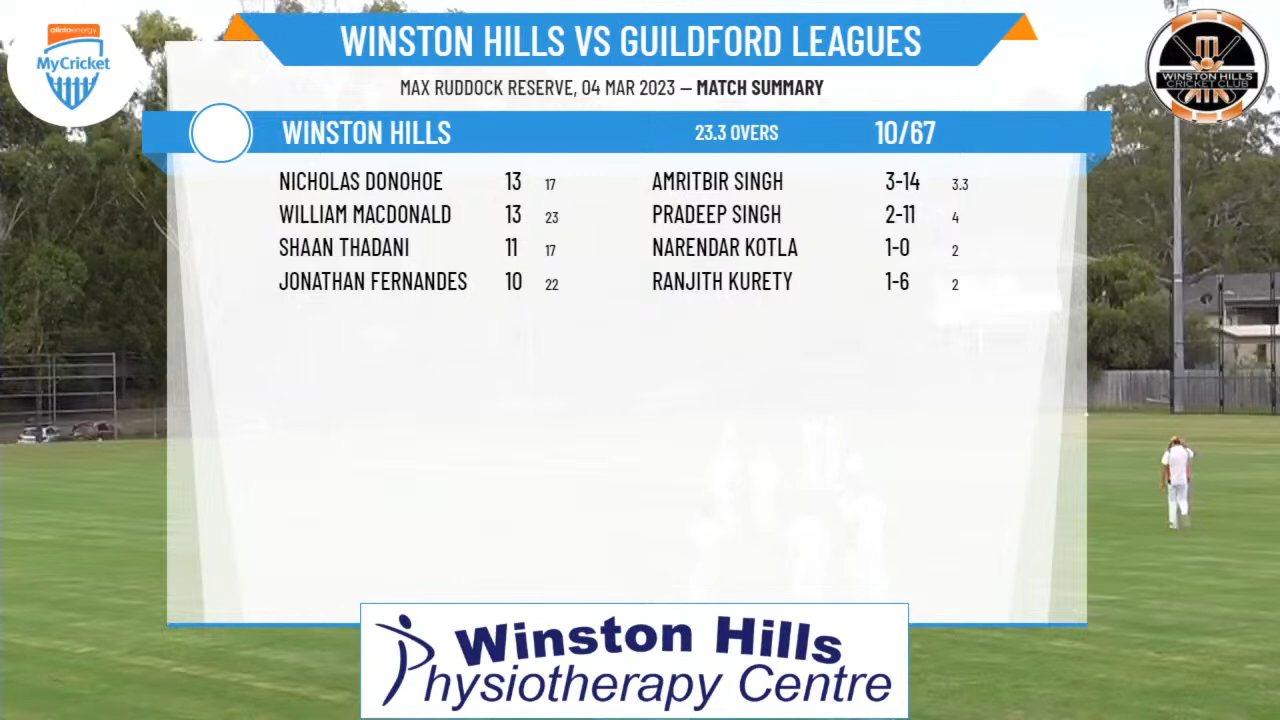 WINSTON HILLS VS GUILDFORD LEAGUES
alintaenergy
MyCricket
WINSTON HILLS
CRICKET CLUB
MAX RUDDOCK RESERVE, 04 MAR 2023 – MATCH SUMMARY
WINSTON HILLS 23.3 OVERS 10/67
NICHOLAS DONOHOE 13 17 AMRITBIR SINGH 3-14 3.3
WILLIAM MACDONALD 13 23 PRADEEP SINGH 2-11 4
SHAAN THADANI 11 17 NARENDAR KOTLA 1-0 2
JONATHAN FERNANDES 10 22 RANJITH KURETY 1-6 2
Winston Hills
Physiotherapy Centre